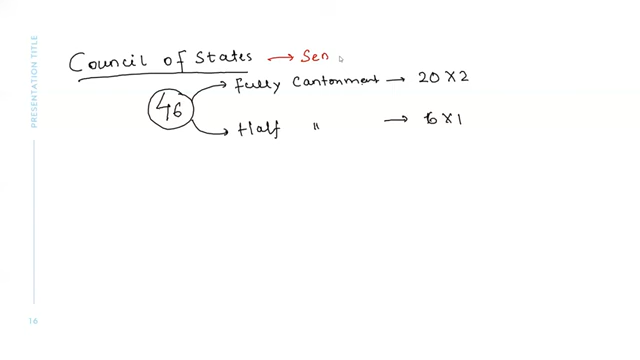 PRESENTATION TITLE
Council of States → Sen
46
Fully Cantonment → 20 X 2
Half " → 6 X 1
16